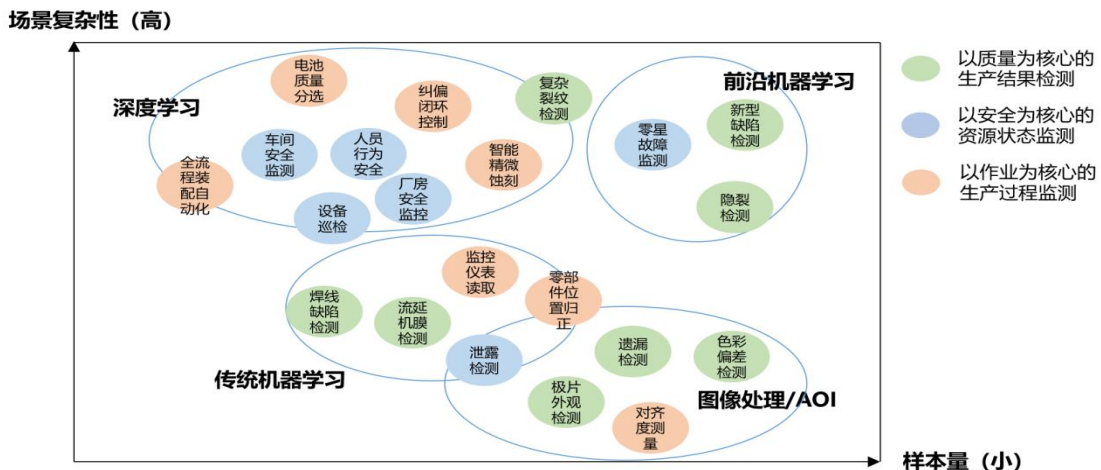 场景复杂性（高）
电池
质量
分选
纠偏
闭环
控制
复杂
裂纹
检测
深度学习
车间
安全
监测
人员
行为
安全
智能
精微
蚀刻
全流
程装
配自
动化
厂房
安全
监控
设备
巡检
前沿机器学习
零星
故障
监测
新型
缺陷
检测
隐裂
检测
监控
仪表
读取
零部
件位
置归
正
焊线
缺陷
检测
流延
机膜
检测
泄露
检测
传统机器学习
遗漏
检测
色彩
偏差
检测
极片
外观
检测
对齐
度测
量
图像处理/AOI
样本量（小）
以质量为核心的
生产结果检测
以安全为核心的
资源状态监测
以作业为核心的
生产过程监测